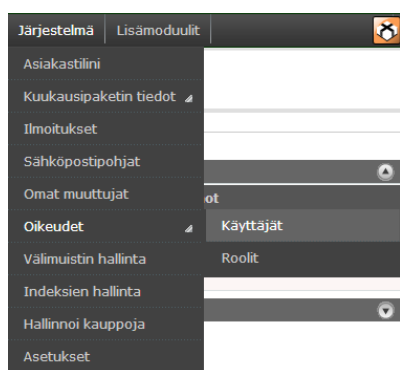 Järjestelmä Lisämoduulit
Asiakastilini
Kuukausipaketin tiedot
Ilmoitukset
Sähköpostipohjat
Omat muuttujat
ot
Oikeudet
Käyttäjät
Välimuistin hallinta
Roolit
Indeksien hallinta
Hallinnoi kauppoja
Asetukset